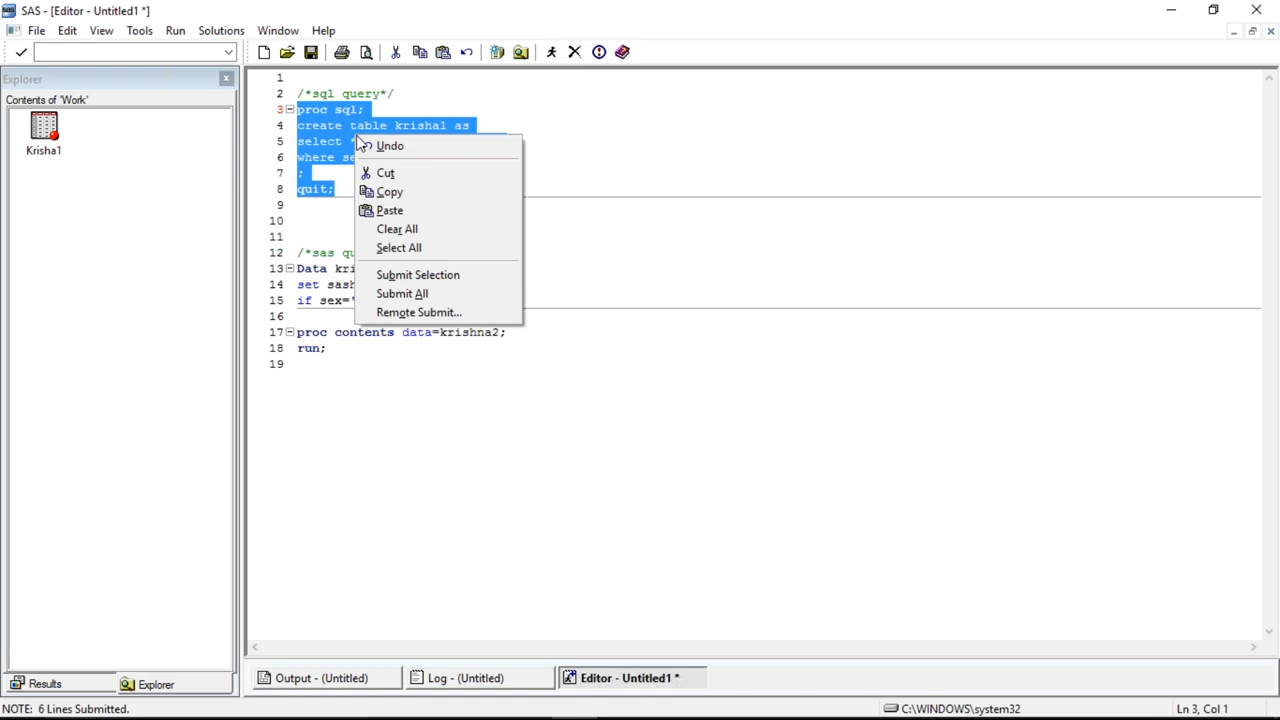 SAS - [Editor - Untitled1 *]
File Edit View Tools Run Solutions Window Help
Explorer
Contents of 'Work'
Krisha1
1
2 /*sql query*/
3 proc sql;
4 create table krisha1 as
5 select
6 where se
7 ;
8 quit;
9
10
11
12 /*sas qu
13 Data kri
14 set sash
15 if sex='
16
17 proc contents data=krishna2;
18 run;
19
Undo
Cut
Copy
Paste
Clear All
Select All
Submit Selection
Submit All
Remote Submit...
Results Explorer
Output - (Untitled) Log - (Untitled) Editor - Untitled1 *
NOTE: 6 Lines Submitted. C:\WINDOWS\system32 Ln 3, Col 1